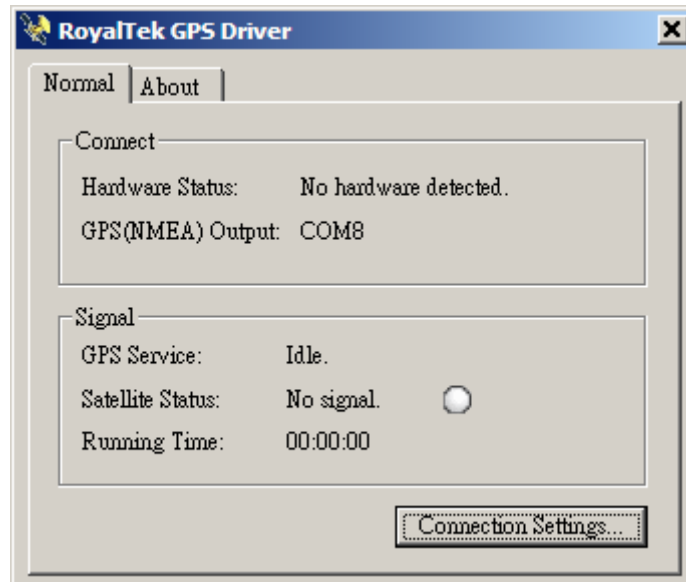 RoyalTek GPS Driver
Normal About
Connect
Hardware Status: No hardware detected.
GPS(NMEA) Output: COM8
Signal
GPS Service: Idle.
Satellite Status: No signal.
Running Time: 00:00:00
Connection Settings...